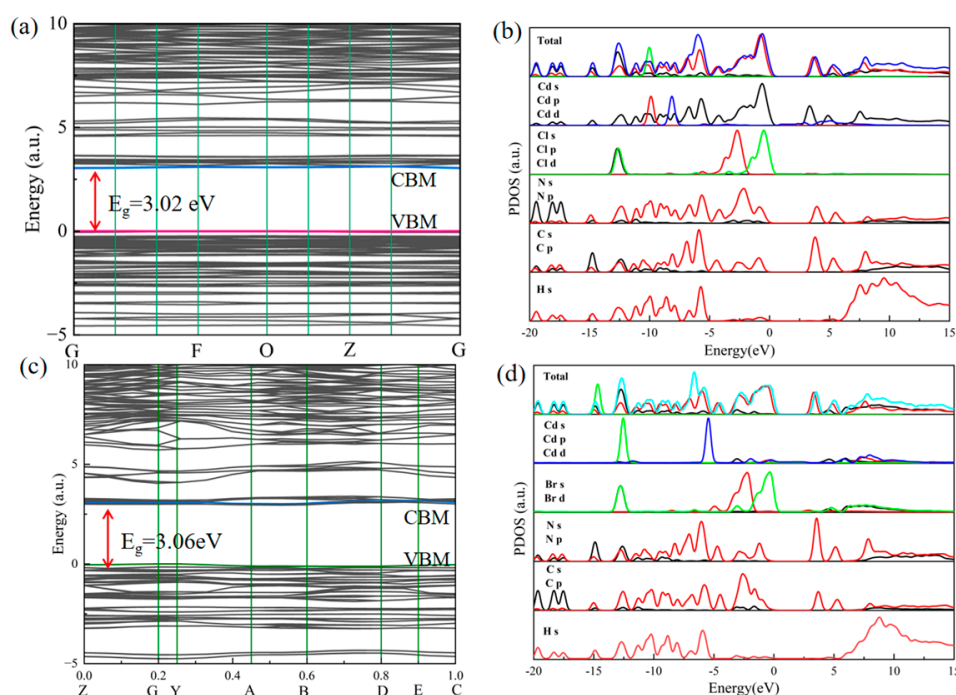 (a)
10
5
0
-5
Energy (a.u.)
CBM
Eg=3.02 eV
VBM
G F O Z G
(b)
Total
Cd s
Cd p
Cd d
Cl s
Cl p
Cl d
N s
N p
C s
C p
H s
PDOS (a.u.)
-20 -15 -10 -5 0 5 10 15
Energy(eV)
(c)
10
5
0
-5
Energy (a.u.)
CBM
Eg=3.06eV
VBM
0.0 0.2 0.4 0.6 0.8 1.0
Z G Y A B D E C
(d)
Total
Cd s
Cd p
Cd d
Br s
Br d
N s
N p
C s
C p
H s
PDOS (a.u.)
-20 -15 -10 -5 0 5 10 15
Energy(eV)